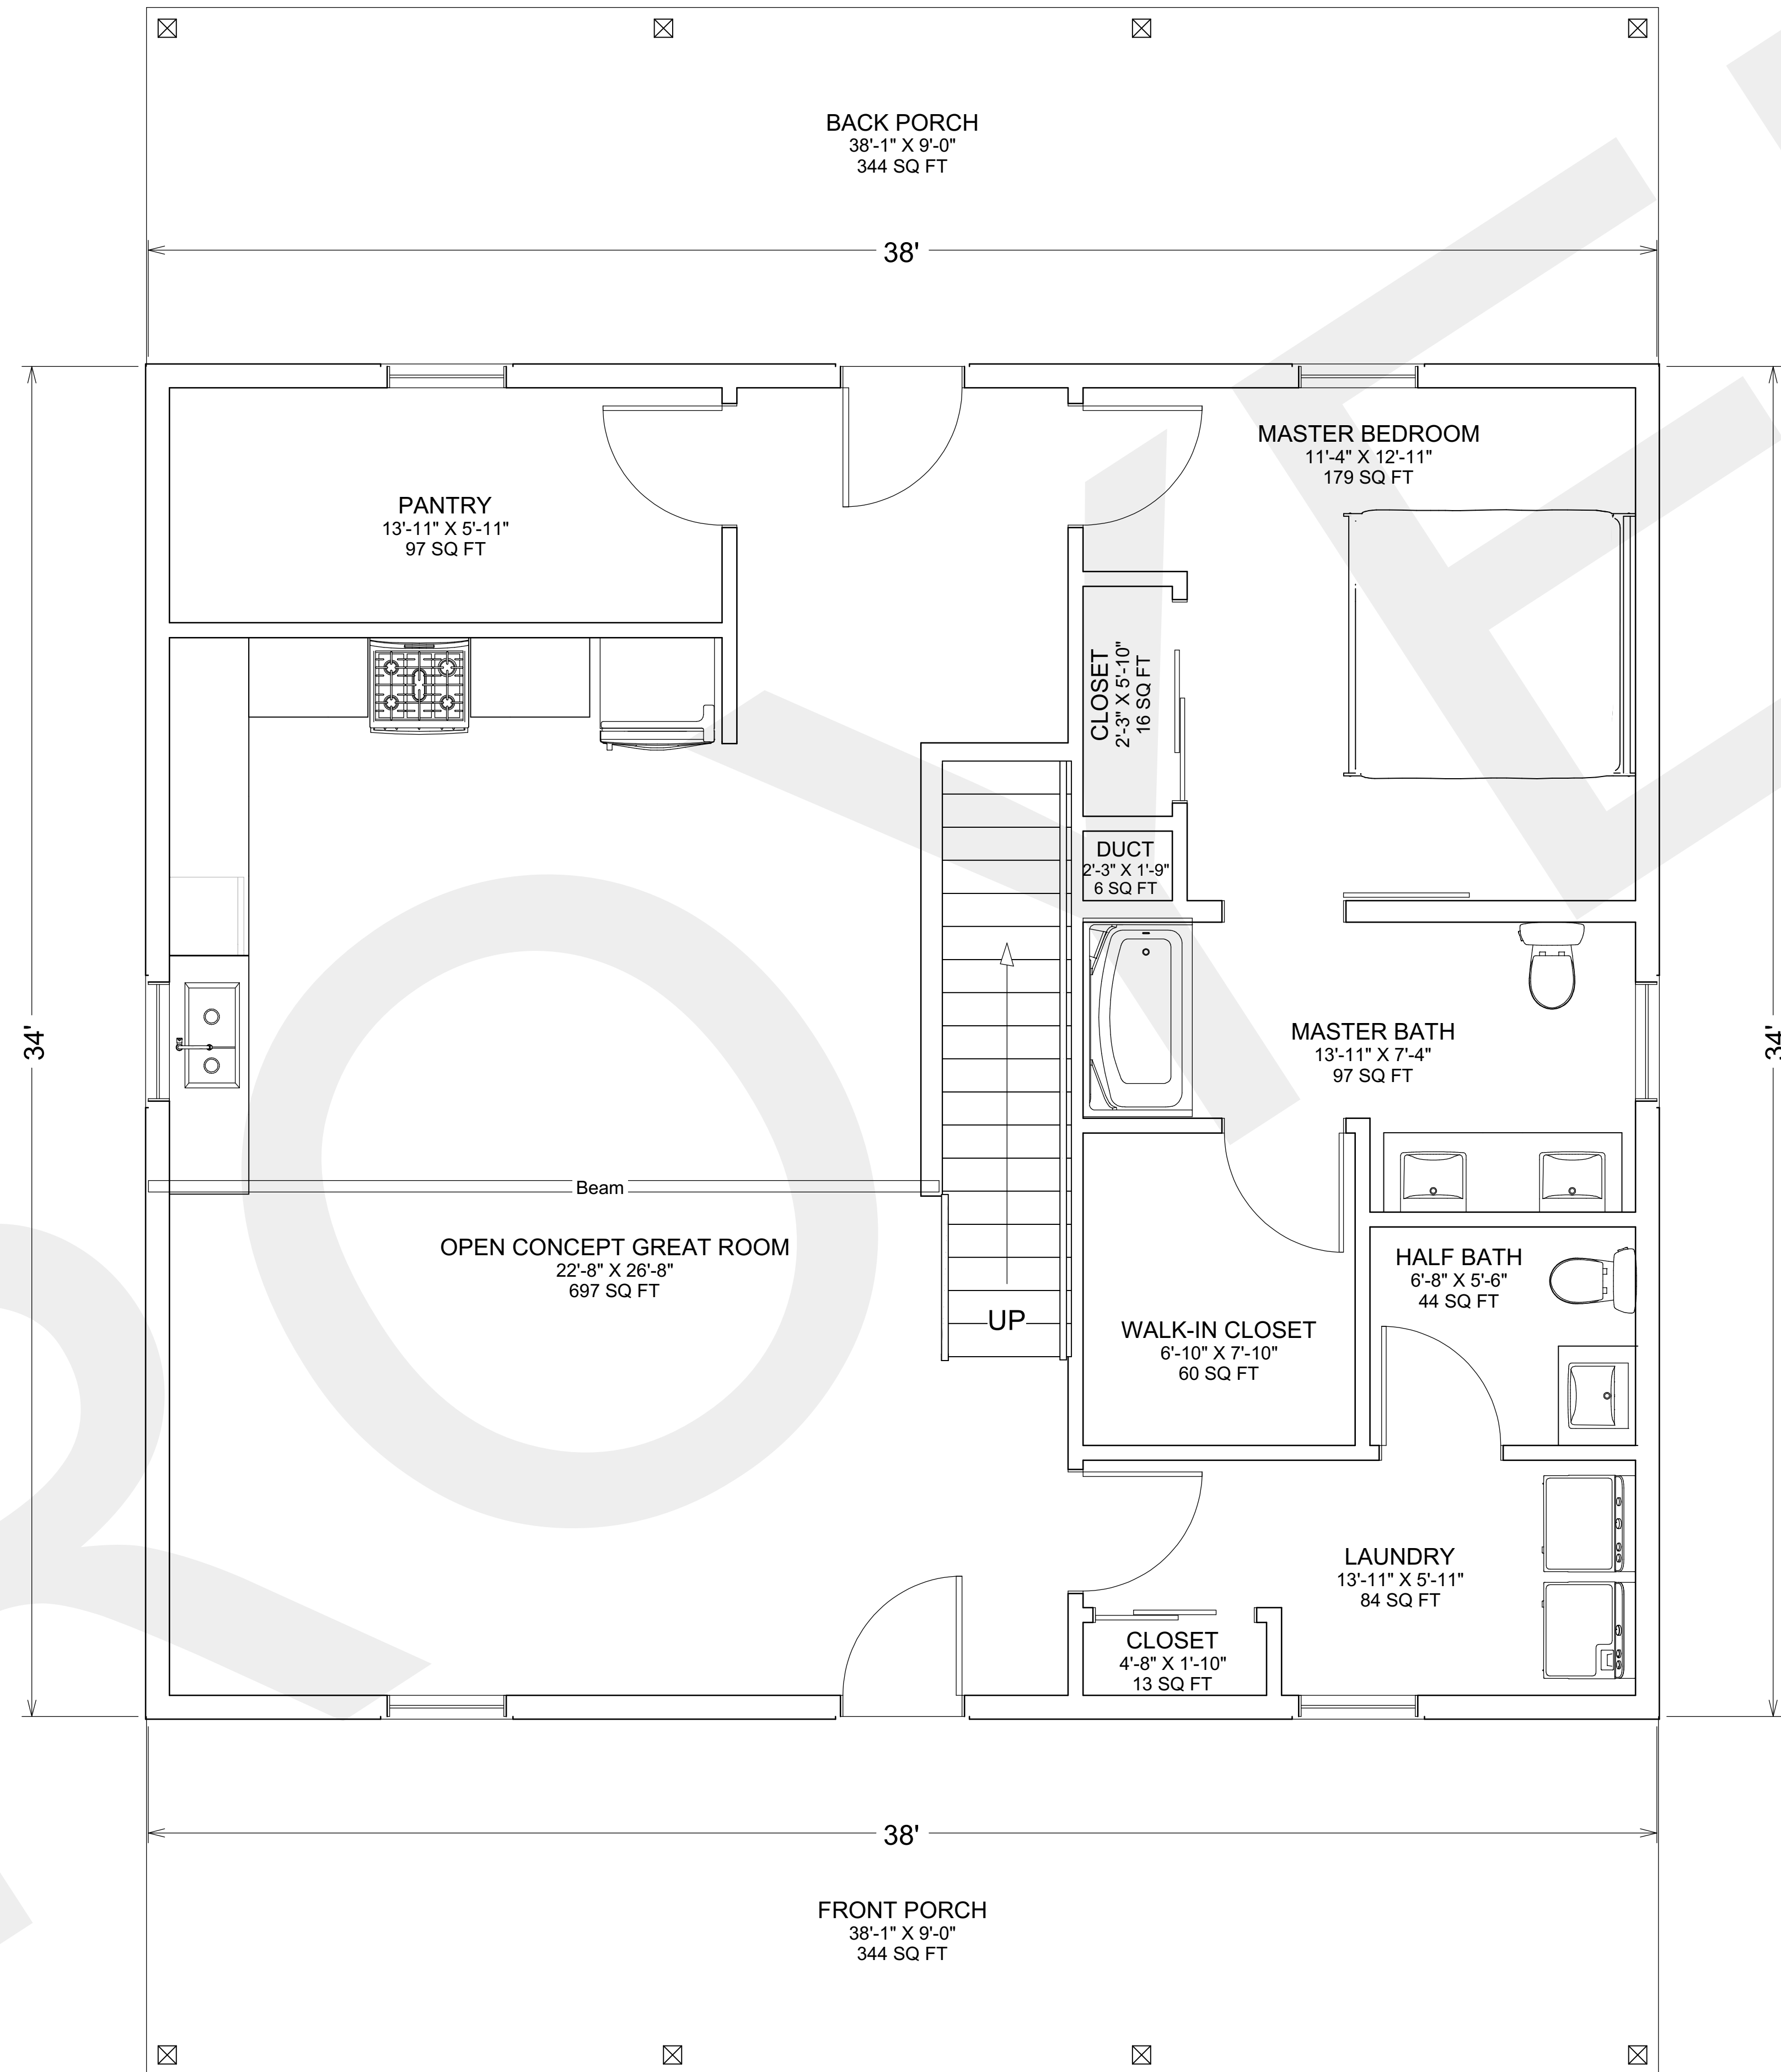 BACK PORCH
38'-1" X 9'-0"
344 SQ FT
38'
MASTER BEDROOM
11'-4" X 12'-11"
179 SQ FT
PANTRY
13'-11" X 5'-11"
97 SQ FT
CLOSET
2'-3" X 5'-10"
16 SQ FT
DUCT
2'-3" X 1'-9"
6 SQ FT
34'
34'
MASTER BATH
13'-11" X 7'-4"
97 SQ FT
Beam
OPEN CONCEPT GREAT ROOM
22'-8" X 26'-8"
697 SQ FT
HALF BATH
6'-8" X 5'-6"
44 SQ FT
UP
WALK-IN CLOSET
6'-10" X 7'-10"
60 SQ FT
LAUNDRY
13'-11" X 5'-11"
84 SQ FT
CLOSET
4'-8" X 1'-10"
13 SQ FT
38'
FRONT PORCH
38'-1" X 9'-0"
344 SQ FT